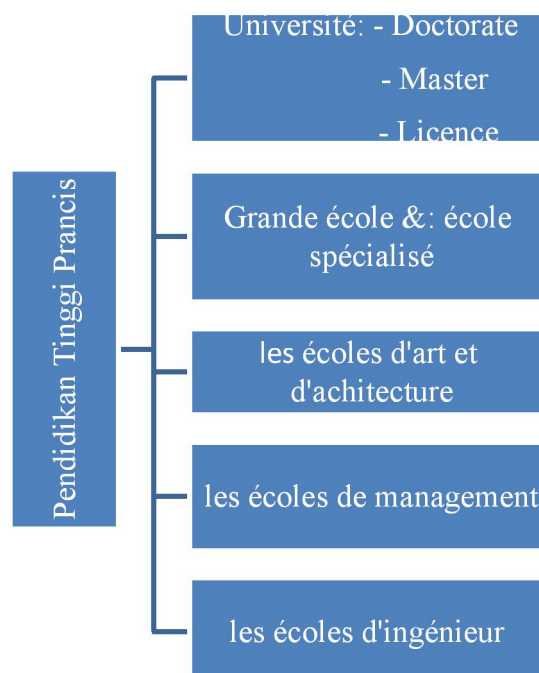 Pendidikan Tinggi Prancis
Université: - Doctorate
- Master
- Licence
Grande école &: école
spécialisé
les écoles d'art et
d'achitecture
les écoles de management
les écoles d'ingénieur